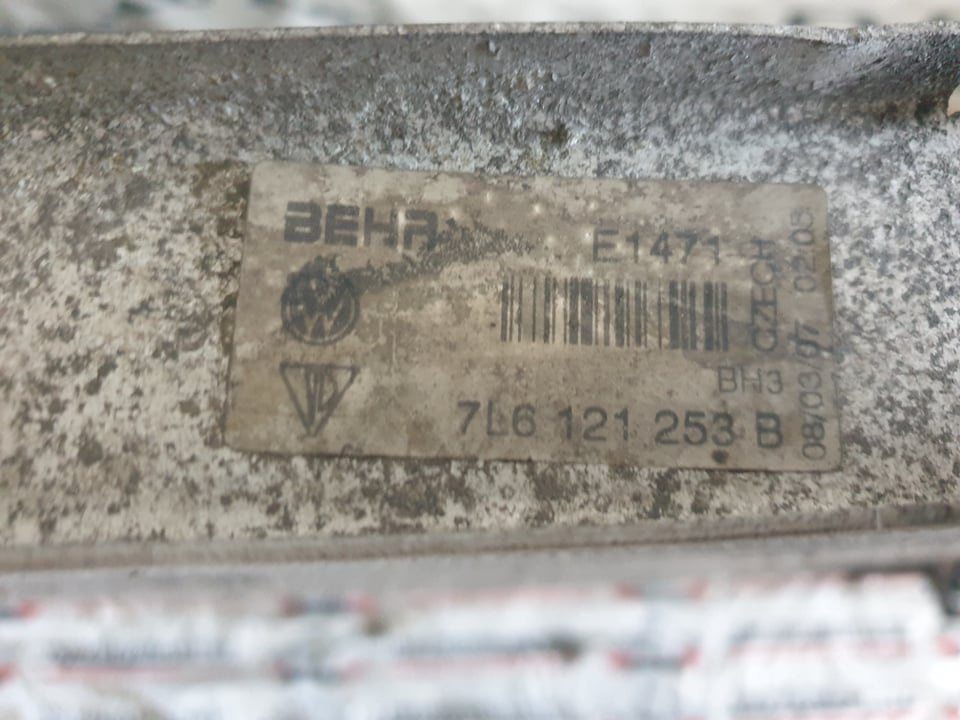 BEHR
E1471
CZECH
08/03/07 02:05
BH3
7L6 121 253 B